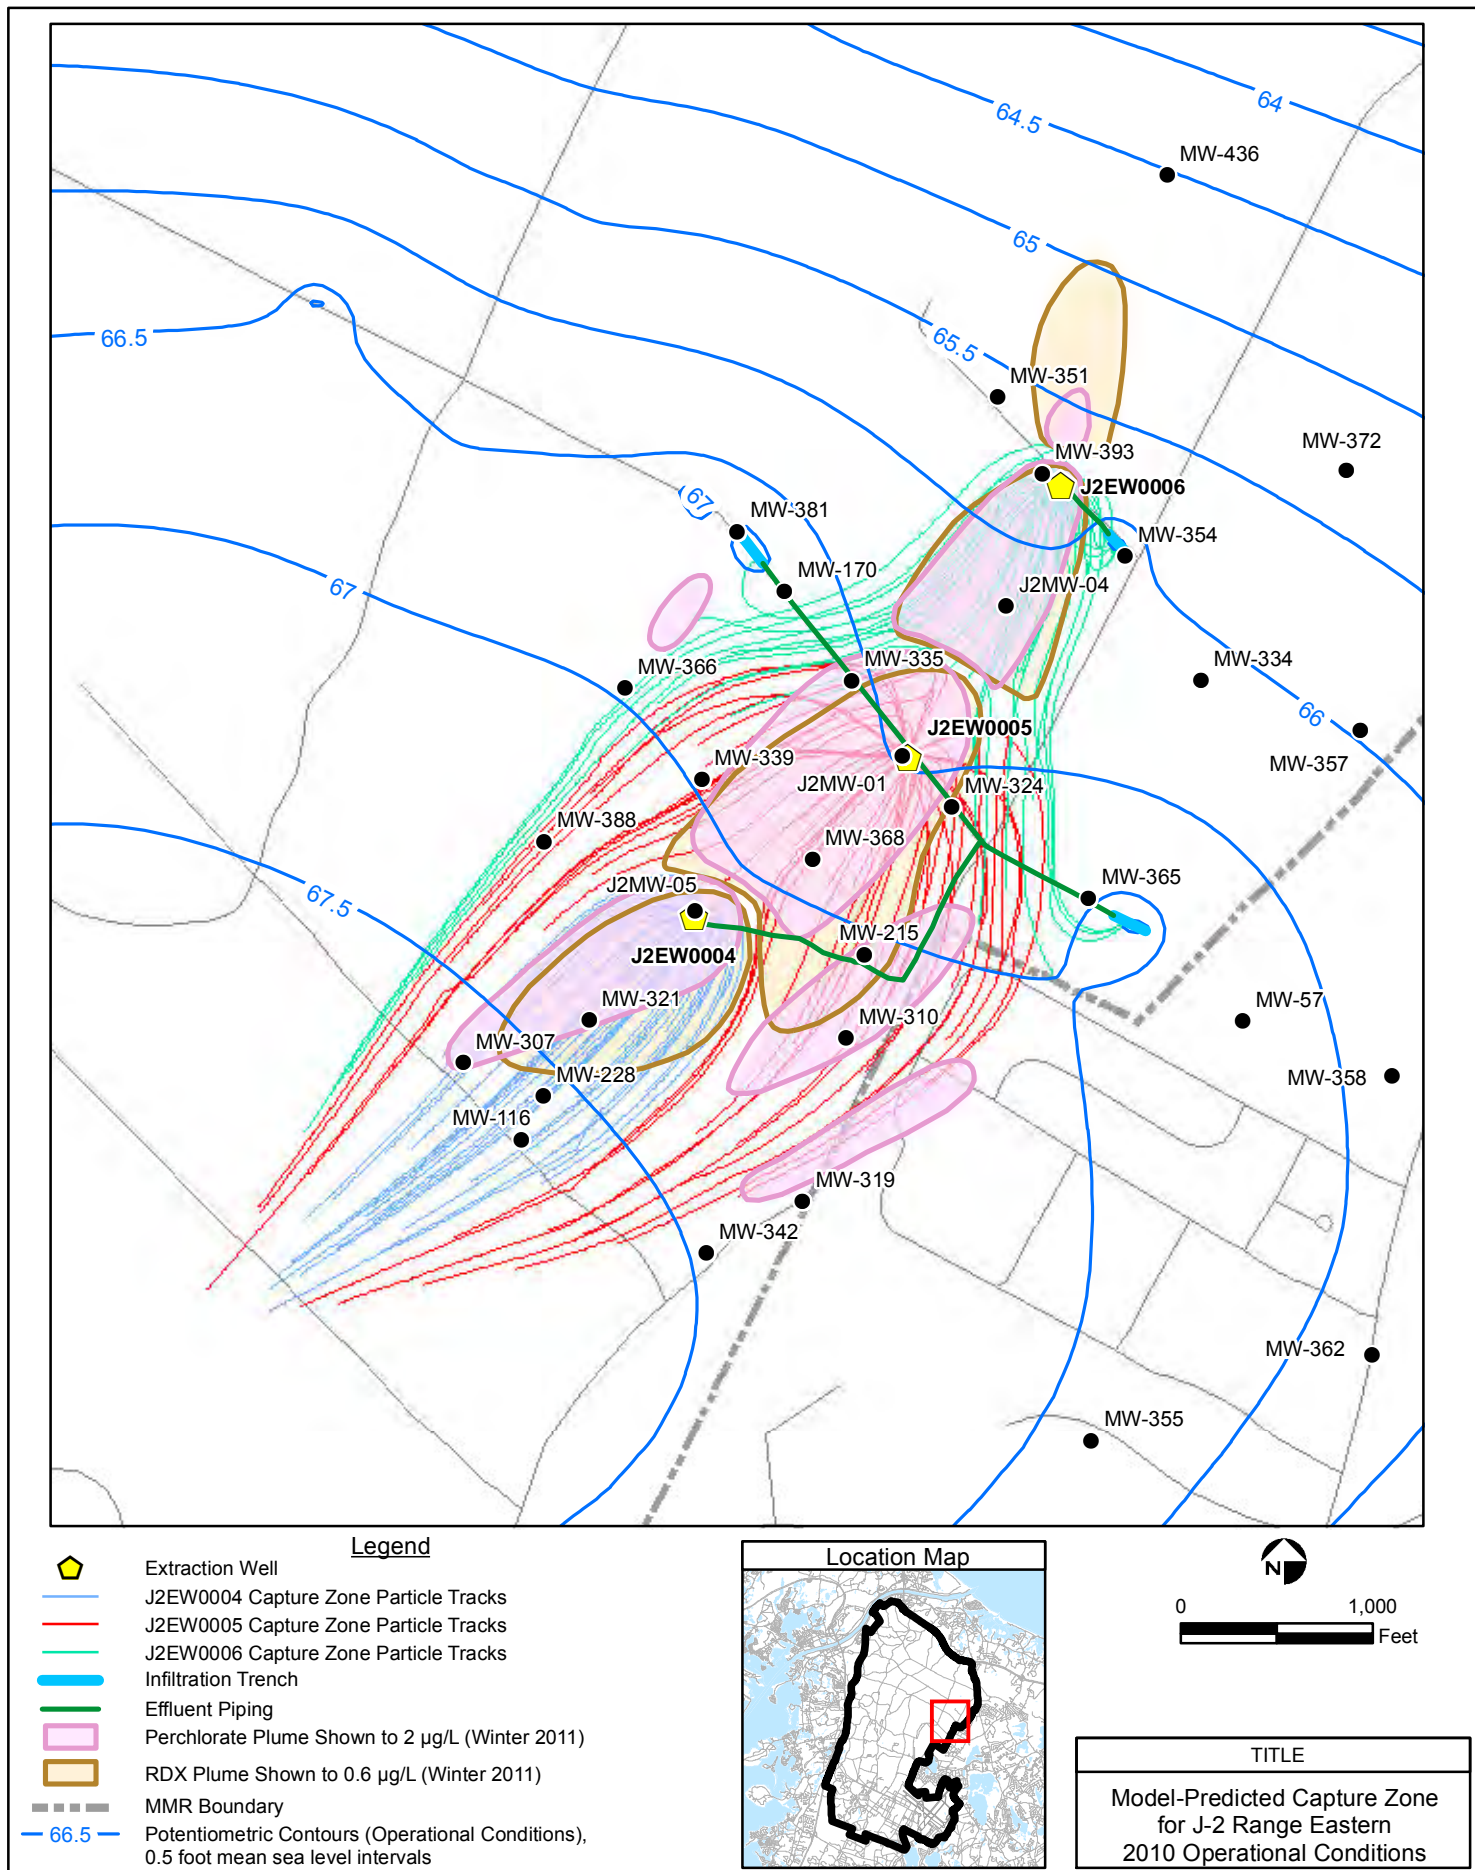 64
64.5
MW-436
65
65.5
66.5
MW-351
MW-372
MW-393
J2EW0006
67
MW-381
MW-354
MW-170
67
J2MW-04
MW-335
MW-334
MW-366
66
J2EW0005
MW-357
MW-339
J2MW-01
MW-324
MW-388
MW-368
J2MW-05
MW-365
67.5
MW-215
J2EW0004
MW-321
MW-57
MW-310
MW-307
MW-228
MW-358
MW-116
MW-319
MW-342
MW-362
MW-355
Legend
Extraction Well
J2EW0004 Capture Zone Particle Tracks
J2EW0005 Capture Zone Particle Tracks
J2EW0006 Capture Zone Particle Tracks
Infiltration Trench
Effluent Piping
Perchlorate Plume Shown to 2 µg/L (Winter 2011)
RDX Plume Shown to 0.6 µg/L (Winter 2011)
MMR Boundary
66.5 Potentiometric Contours (Operational Conditions),
0.5 foot mean sea level intervals
Location Map
N
0 1,000
Feet
TITLE
Model-Predicted Capture Zone
for J-2 Range Eastern
2010 Operational Conditions